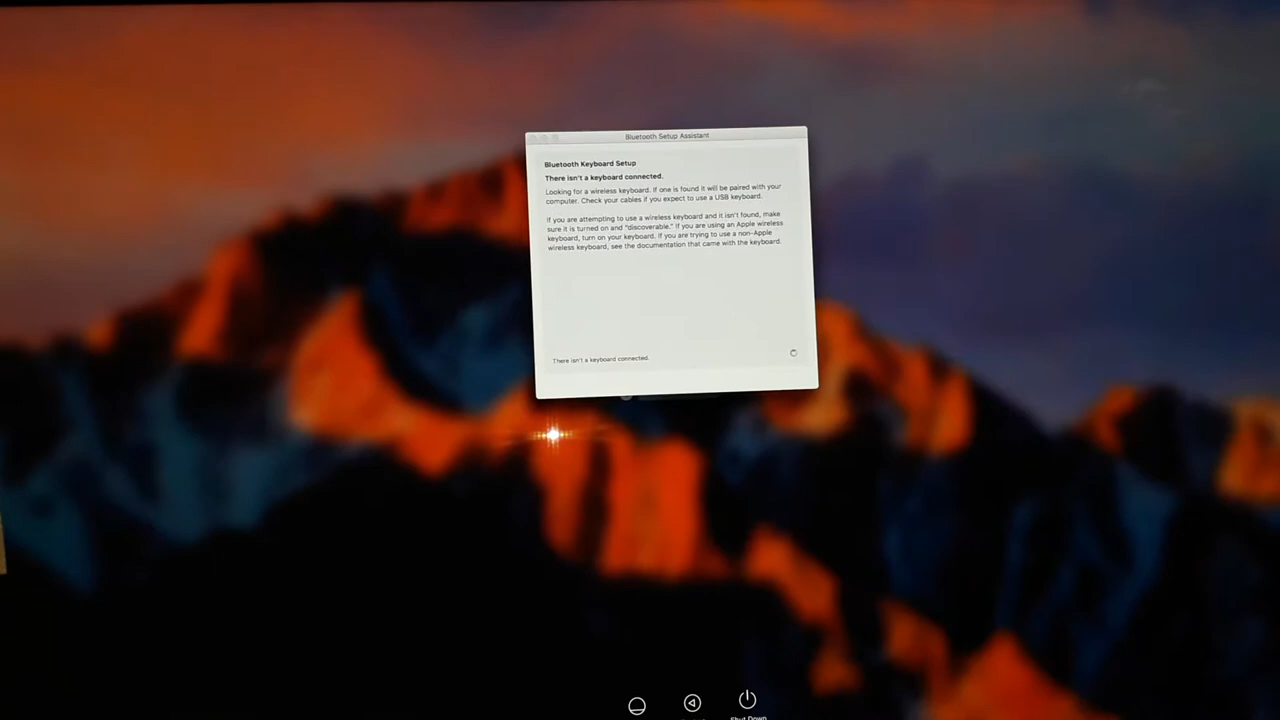 Bluetooth Setup Assistant
Bluetooth Keyboard Setup
There isn't a keyboard connected.
Looking for a wireless keyboard. If one is found it will be paired with your
computer. Check your cables if you expect to use a USB keyboard.
If you are attempting to use a wireless keyboard and it isn't found, make
sure it is turned on and "discoverable." If you are using an Apple wireless
keyboard, turn on your keyboard. If you are trying to use a non-Apple
wireless keyboard, see the documentation that came with the keyboard.
There isn't a keyboard connected.
Shut Down